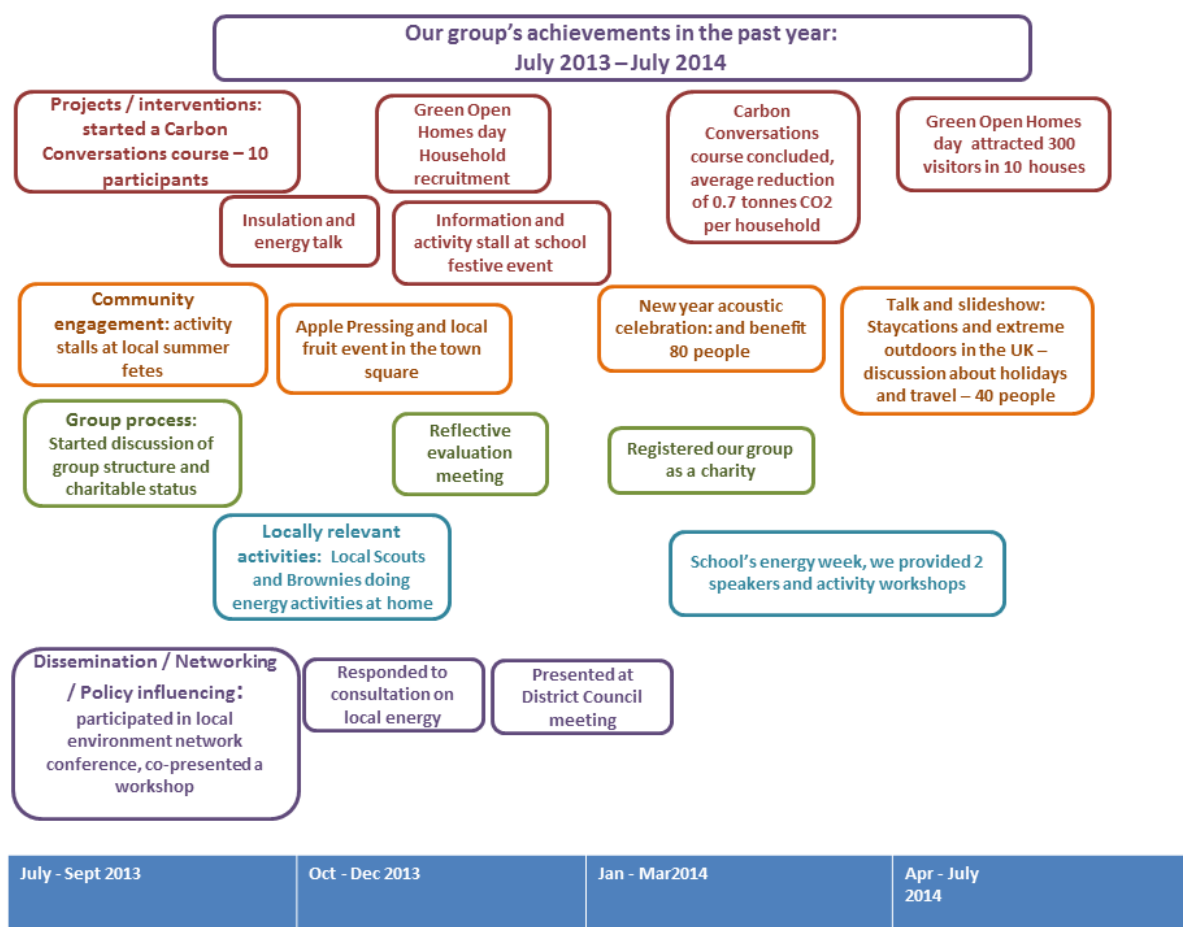 Our group's achievements in the past year:
July 2013 – July 2014
Projects / interventions:
started a Carbon
Conversations course – 10
participants
Green Open
Homes day
Household
recruitment
Carbon
Conversations
course concluded,
average reduction
of 0.7 tonnes CO2
per household
Green Open Homes
day attracted 300
visitors in 10 houses
Insulation and
energy talk
Information and
activity stall at school
festive event
Community
engagement: activity
stalls at local summer
fetes
Apple Pressing and local
fruit event in the town
square
New year acoustic
celebration: and benefit
80 people
Talk and slideshow:
Staycations and extreme
outdoors in the UK –
discussion about holidays
and travel – 40 people
Group process:
Started discussion of
group structure and
charitable status
Reflective
evaluation
meeting
Registered our group
as a charity
Locally relevant
activities: Local Scouts
and Brownies doing
energy activities at home
School's energy week, we provided 2
speakers and activity workshops
Dissemination / Networking
/ Policy influencing:
participated in local
environment network
conference, co-presented a
workshop
Responded to
consultation on
local energy
Presented at
District Council
meeting
July - Sept 2013
Oct - Dec 2013
Jan - Mar2014
Apr - July
2014